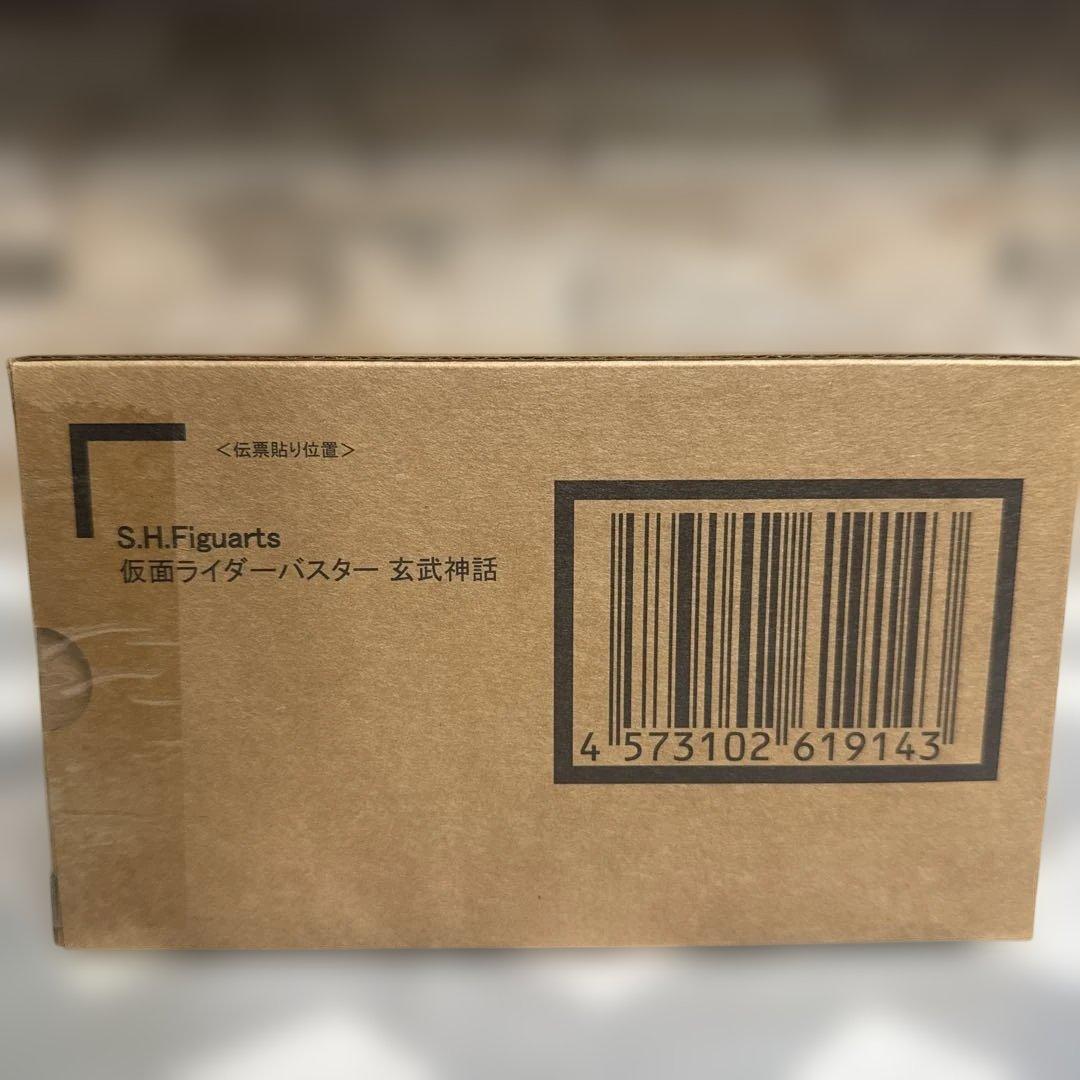 <伝票貼り位置>
S.H.Figuarts
仮面ライダーバスター 玄武神話
4 573102 619143